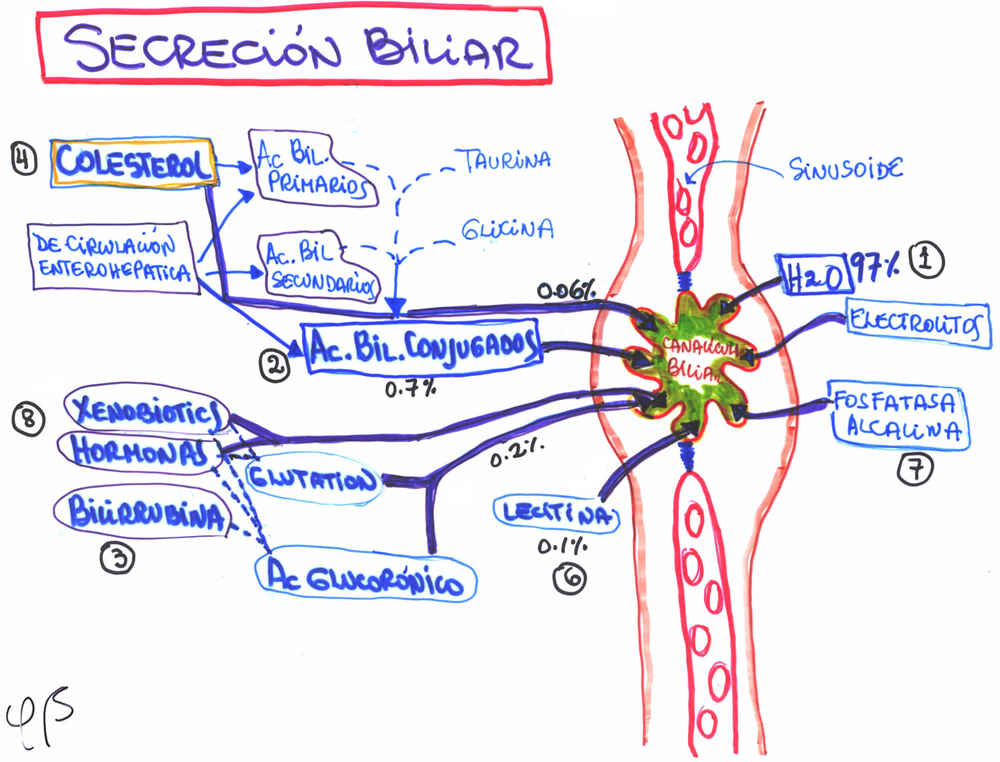 SECRECIÓN BILIAR
4
COLESTEROL
AC BIL.
PRIMARIOS
TAURINA
SINUSOIDE
DE CIRCULACIÓN
ENTEROHEPATICA
AC. BIL
SECUNDARIOS
GLICINA
H2O 97% 1
0.06%
ELECTROLITOS
AC. BIL. CONJUGADOS
2
0.7%
CANALICULO
BILIAR
8
XENOBIOTICS
HORMONAS
GLUTATION
0.2%
FOSFATASA
ALCALINA
7
BILIRRUBINA
3
LECITINA
0.1%
6
AC GLUCORÓNICO